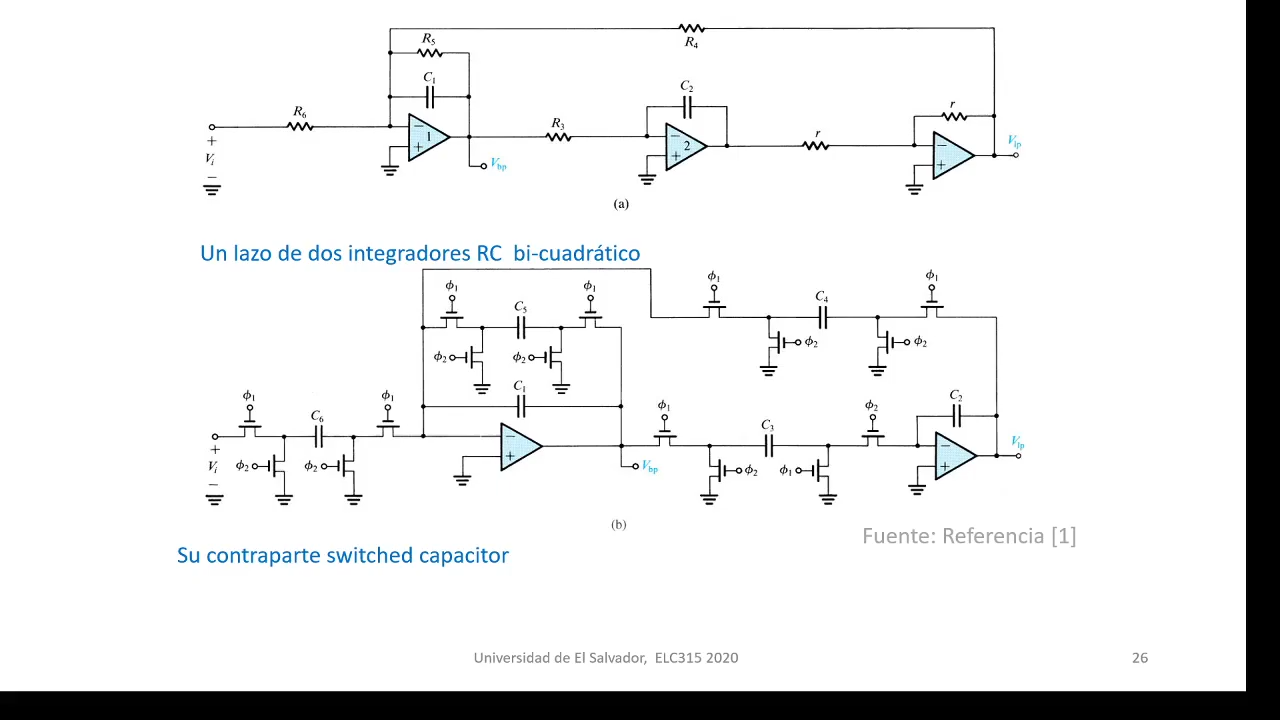 R4
R5
C1
R6
C2
r
R3
r
1
2
Vlp
+
Vi
−
Vbp
(a)
Un lazo de dos integradores RC bi-cuadrático
ϕ1 ϕ1 ϕ1 ϕ1
C5 C4
ϕ2 ϕ2 ϕ2 ϕ2
ϕ1 ϕ1 C1 ϕ1 ϕ2 C2
C6 C3
Vlp
+
Vi
−
ϕ2 ϕ2 Vbp ϕ2 ϕ1
(b)
Fuente: Referencia [1]
Su contraparte switched capacitor
Universidad de El Salvador, ELC315 2020
26